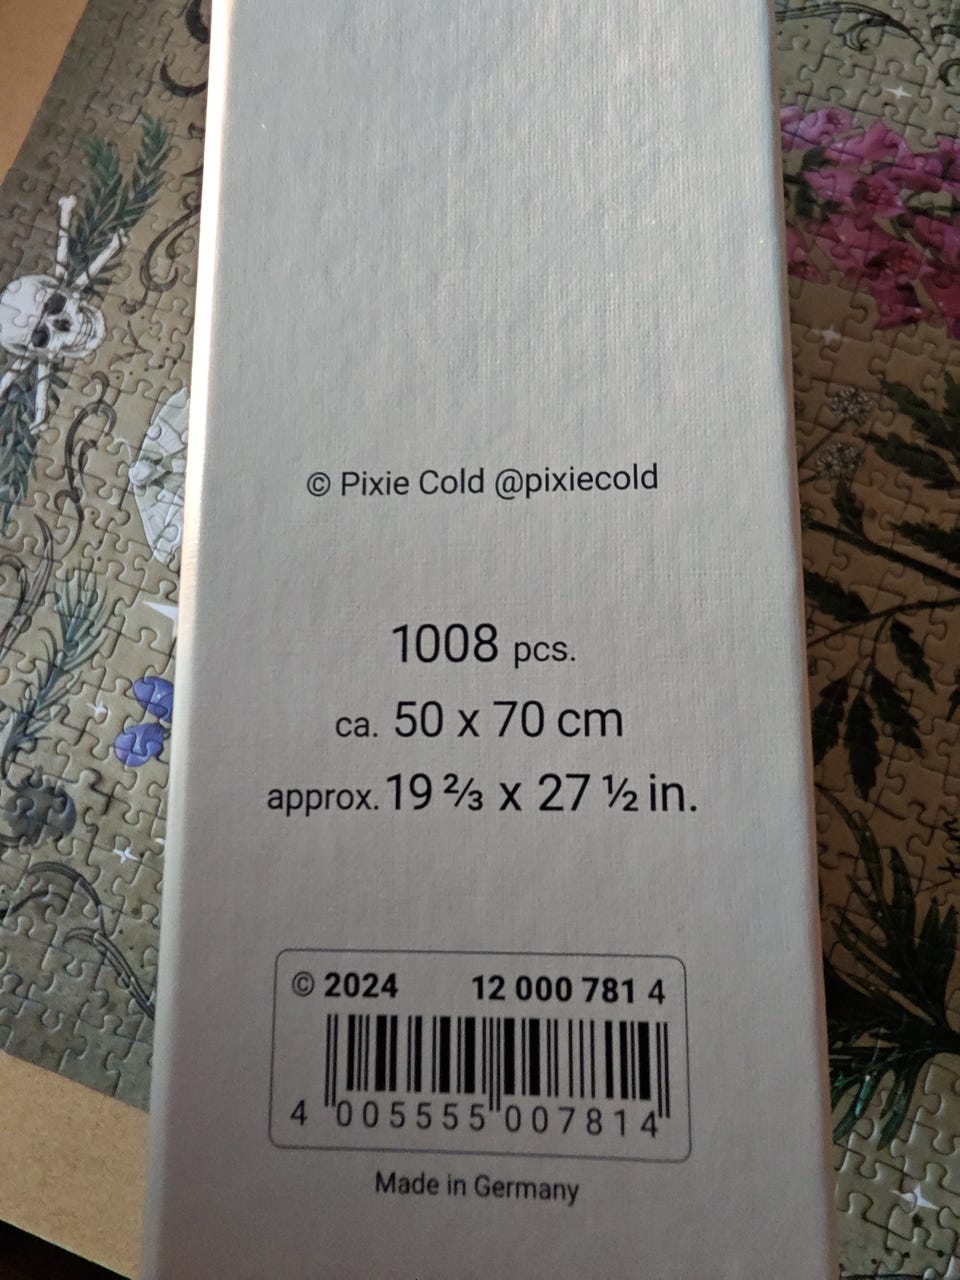 © Pixie Cold @pixiecold
1008 pcs.
ca. 50 x 70 cm
approx. 19 ⅔ x 27 ½ in.
© 2024 12 000 781 4
4 005555 007814
Made in Germany